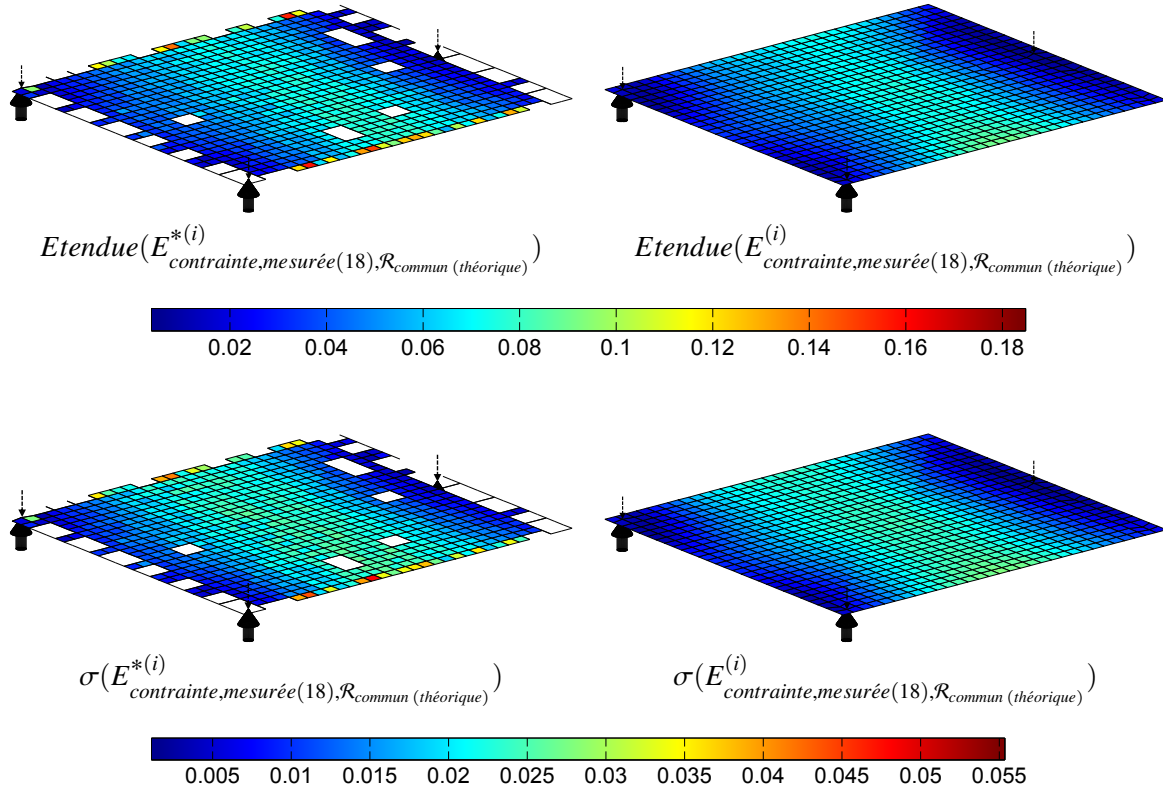 Etendue(E*(i)contrainte,mesurée(18),ℛcommun (théorique)) Etendue(E(i)contrainte,mesurée(18),ℛcommun (théorique))
0.02 0.04 0.06 0.08 0.1 0.12 0.14 0.16 0.18
σ(E*(i)contrainte,mesurée(18),ℛcommun (théorique)) σ(E(i)contrainte,mesurée(18),ℛcommun (théorique))
0.005 0.01 0.015 0.02 0.025 0.03 0.035 0.04 0.045 0.05 0.055